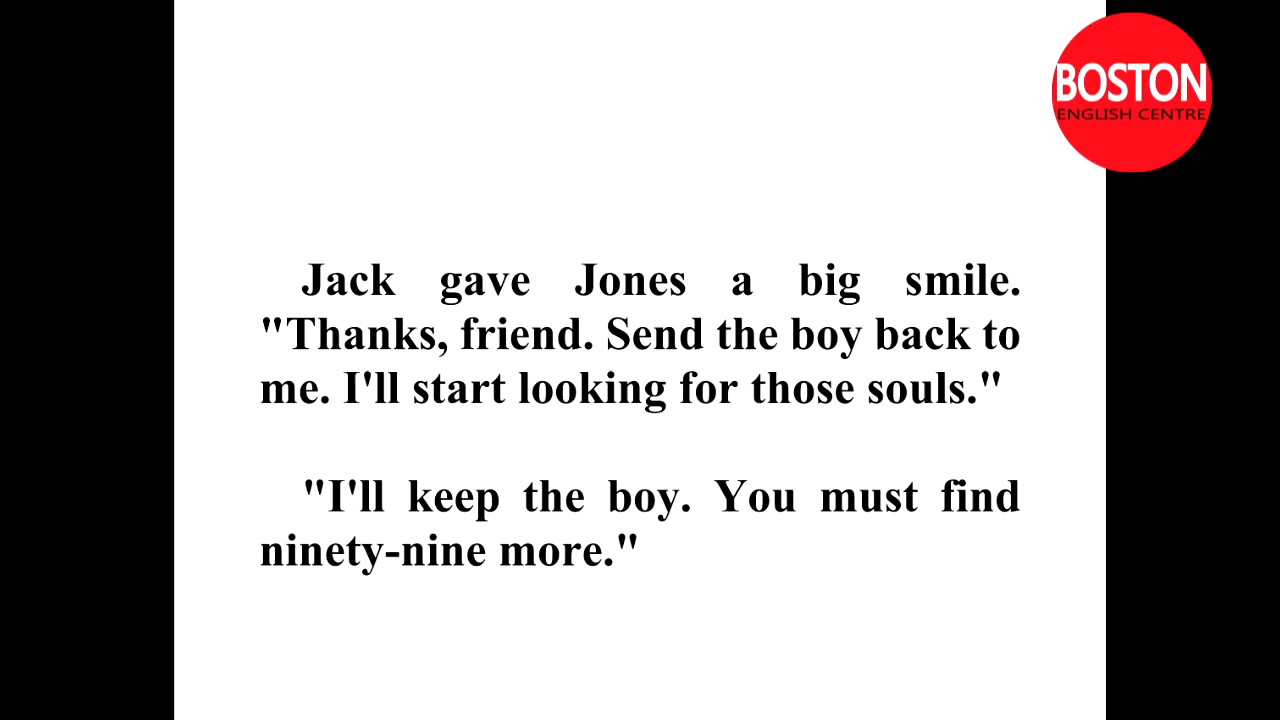 BOSTON
ENGLISH CENTRE
Jack gave Jones a big smile.
"Thanks, friend. Send the boy back to
me. I'll start looking for those souls."
"I'll keep the boy. You must find
ninety-nine more."